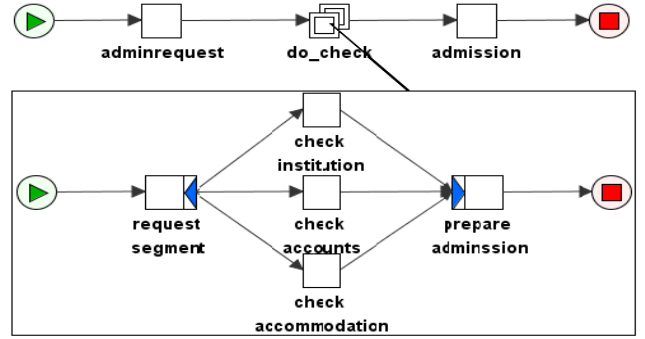 adminrequest do_check admission
check
institution
request check prepare
segment accounts adminssion
check
accommodation